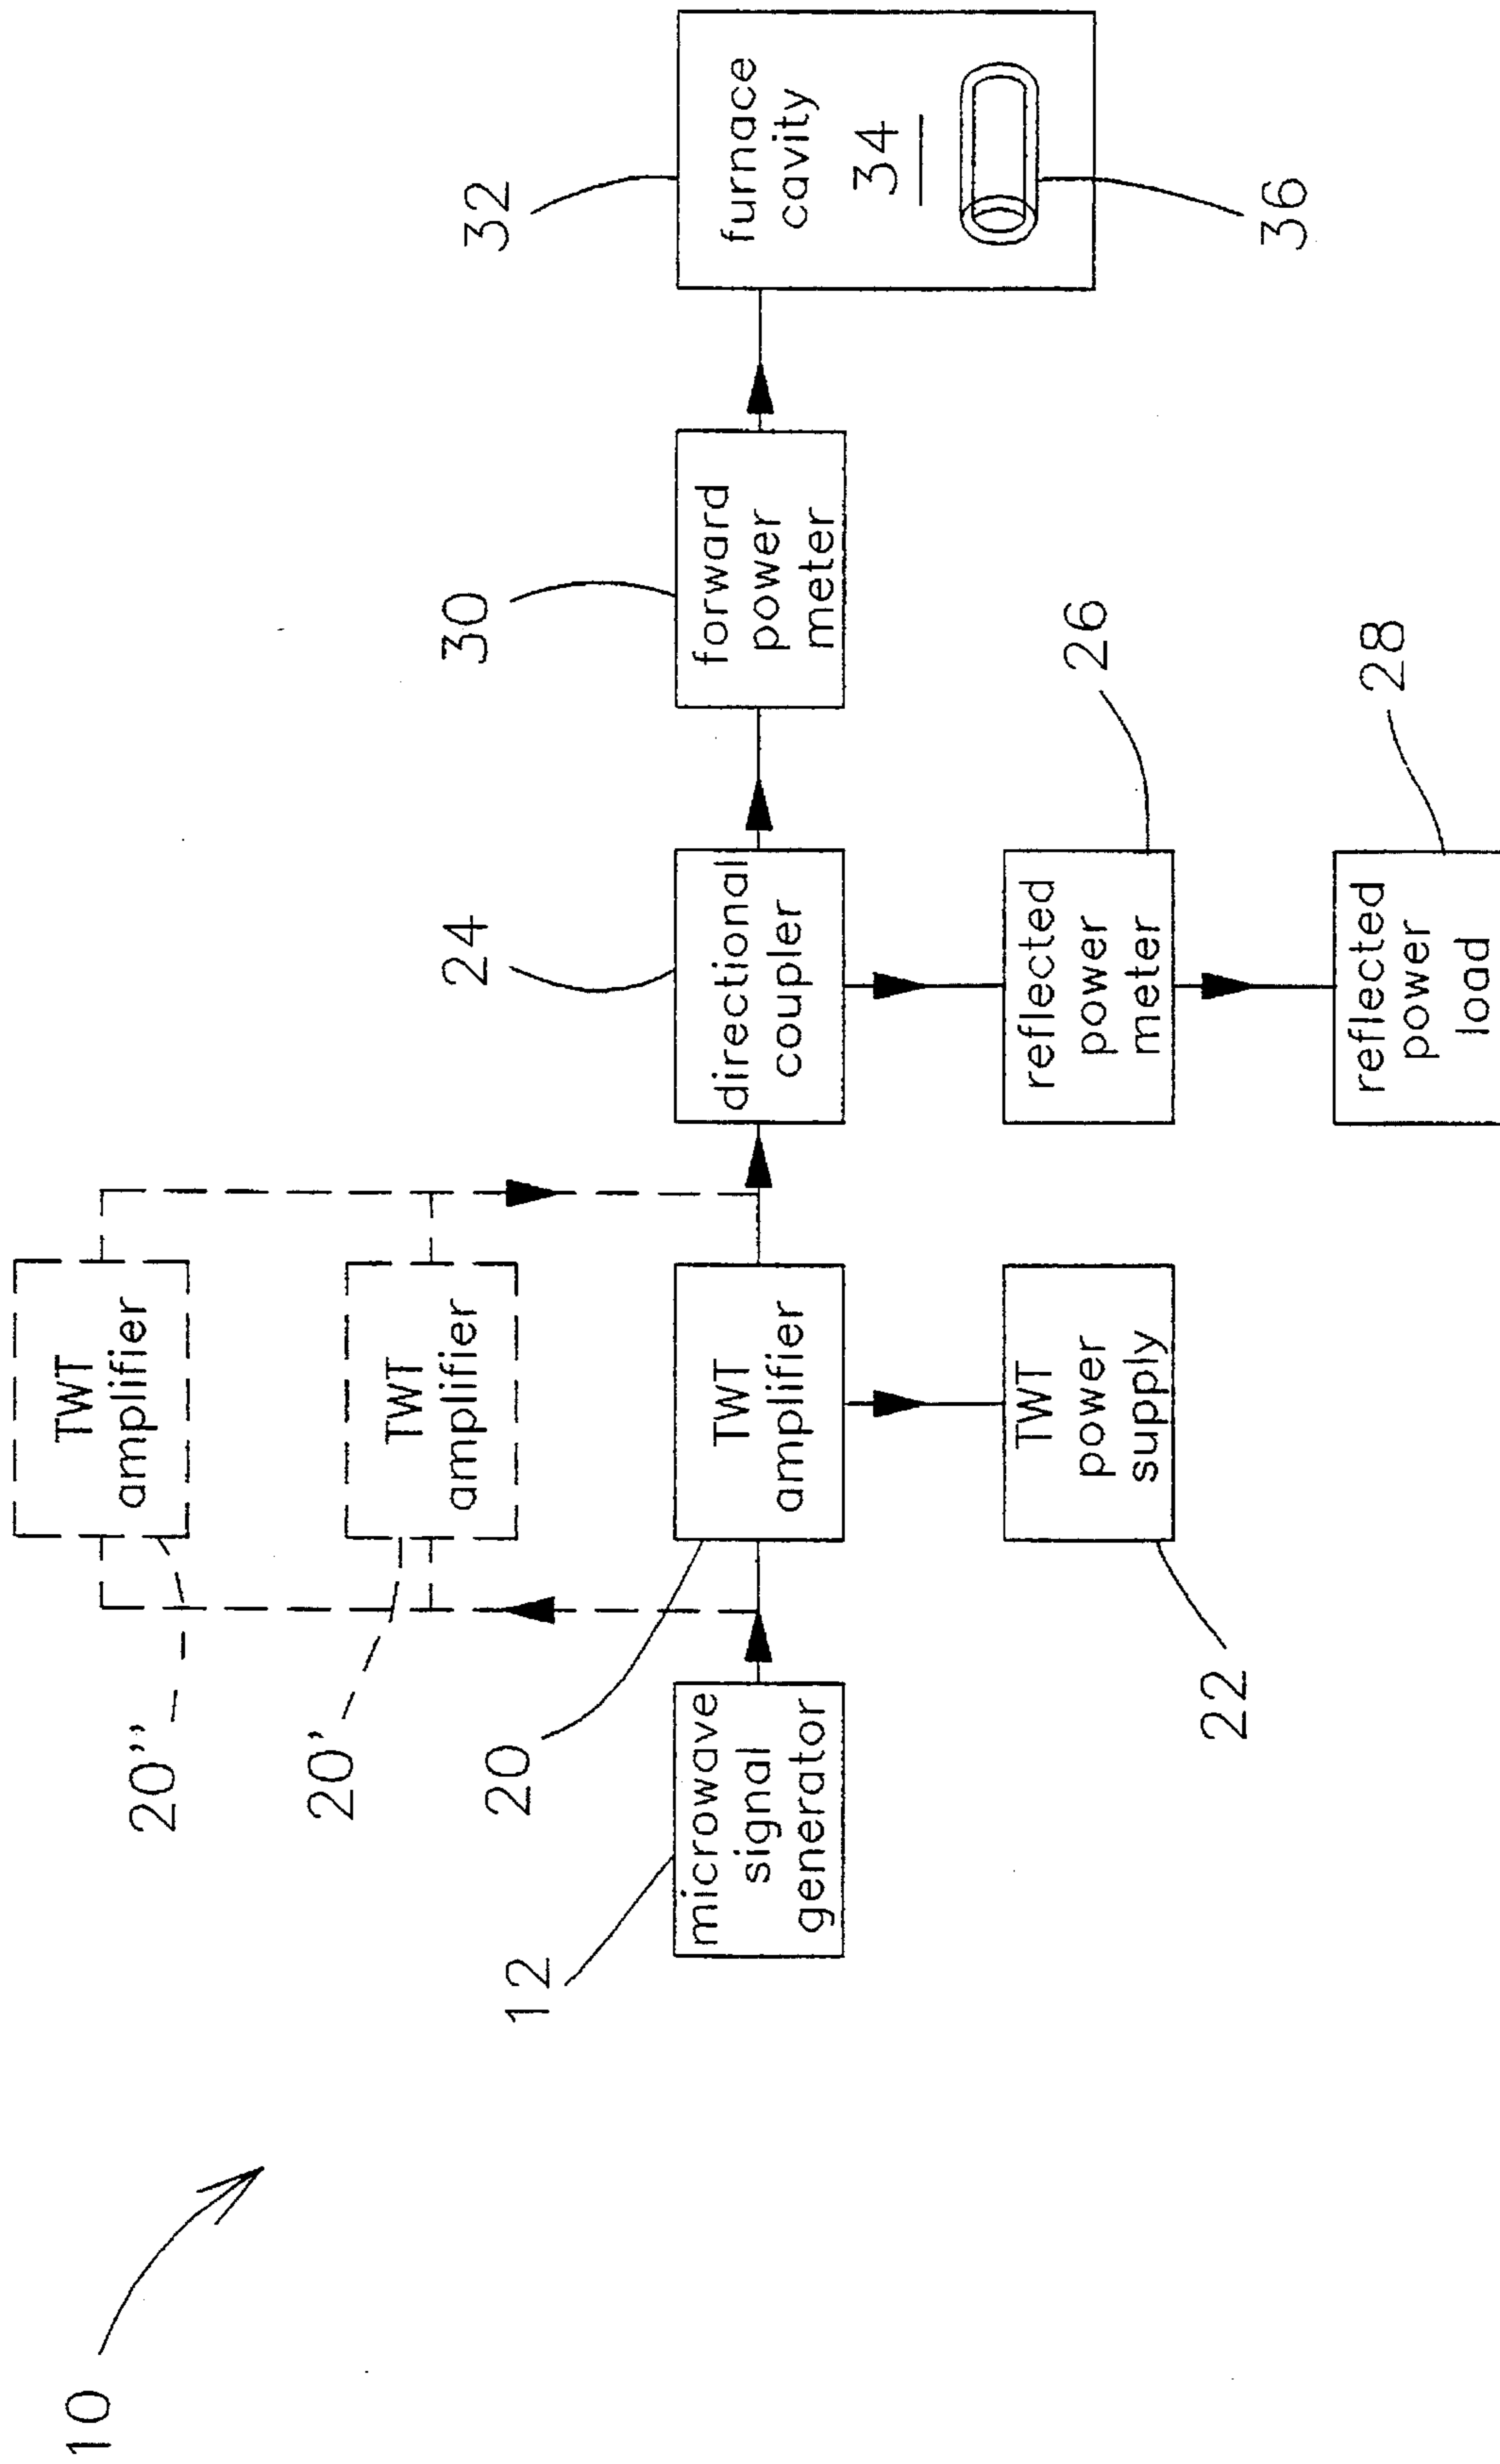 10
20"
TWT
amplifier
20'
TWT
amplifier
20
TWT
amplifier
12
microwave
signal
generator
22
TWT
power
supply
24
directional
coupler
26
reflected
power
meter
28
reflected
power
load
30
forward
power
meter
32
furnace
cavity
34
36